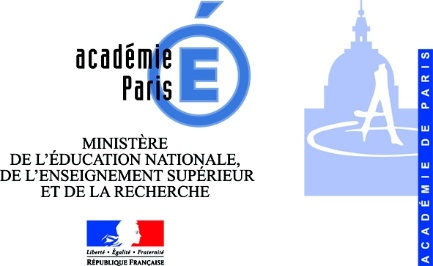 académie
Paris
É
MINISTÈRE
DE L'ÉDUCATION NATIONALE,
DE L'ENSEIGNEMENT SUPÉRIEUR
ET DE LA RECHERCHE
Liberté • Égalité • Fraternité
RÉPUBLIQUE FRANÇAISE
A
ACADÉMIE DE PARIS